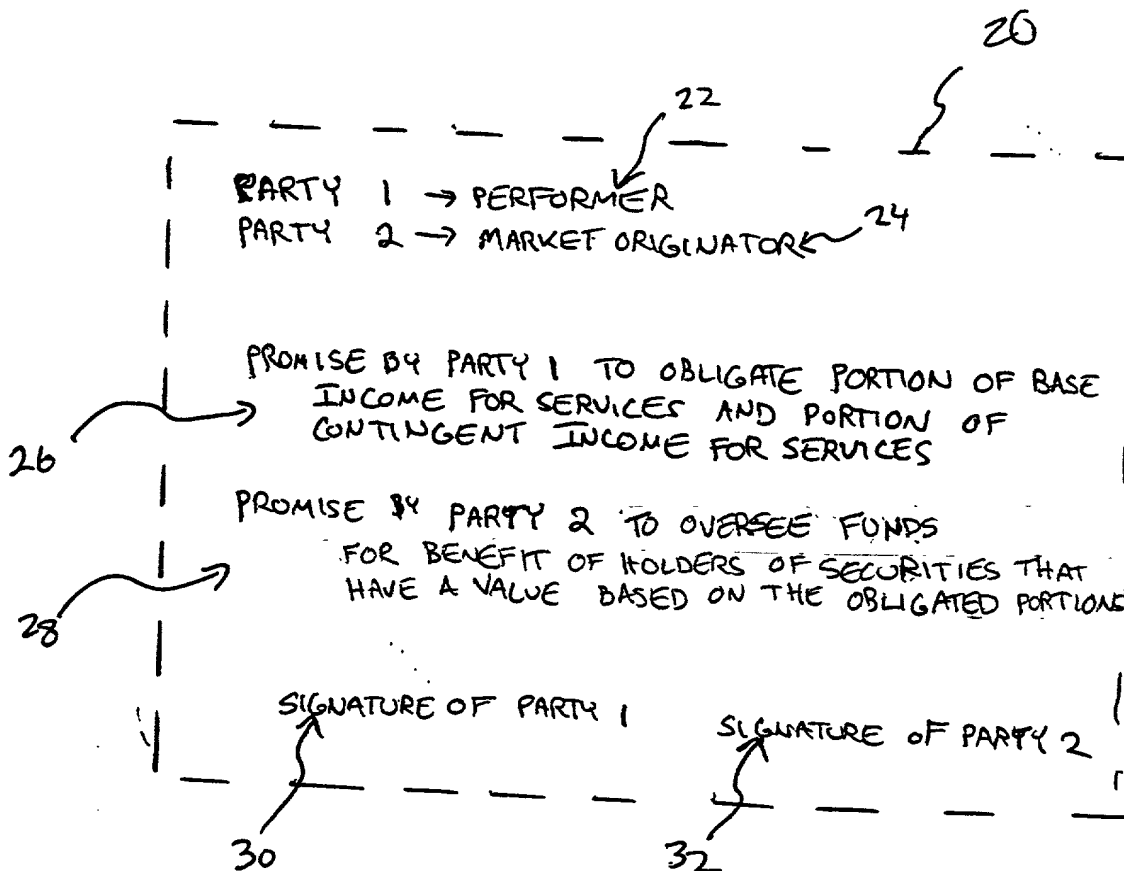 20
22
PARTY 1 → PERFORMER
PARTY 2 → MARKET ORIGINATOR
24
PROMISE BY PARTY 1 TO OBLIGATE PORTION OF BASE
INCOME FOR SERVICES AND PORTION OF
CONTINGENT INCOME FOR SERVICES
26
PROMISE BY PARTY 2 TO OVERSEE FUNDS
FOR BENEFIT OF HOLDERS OF SECURITIES THAT
HAVE A VALUE BASED ON THE OBLIGATED PORTIONS
28
SIGNATURE OF PARTY 1
SIGNATURE OF PARTY 2
30
32